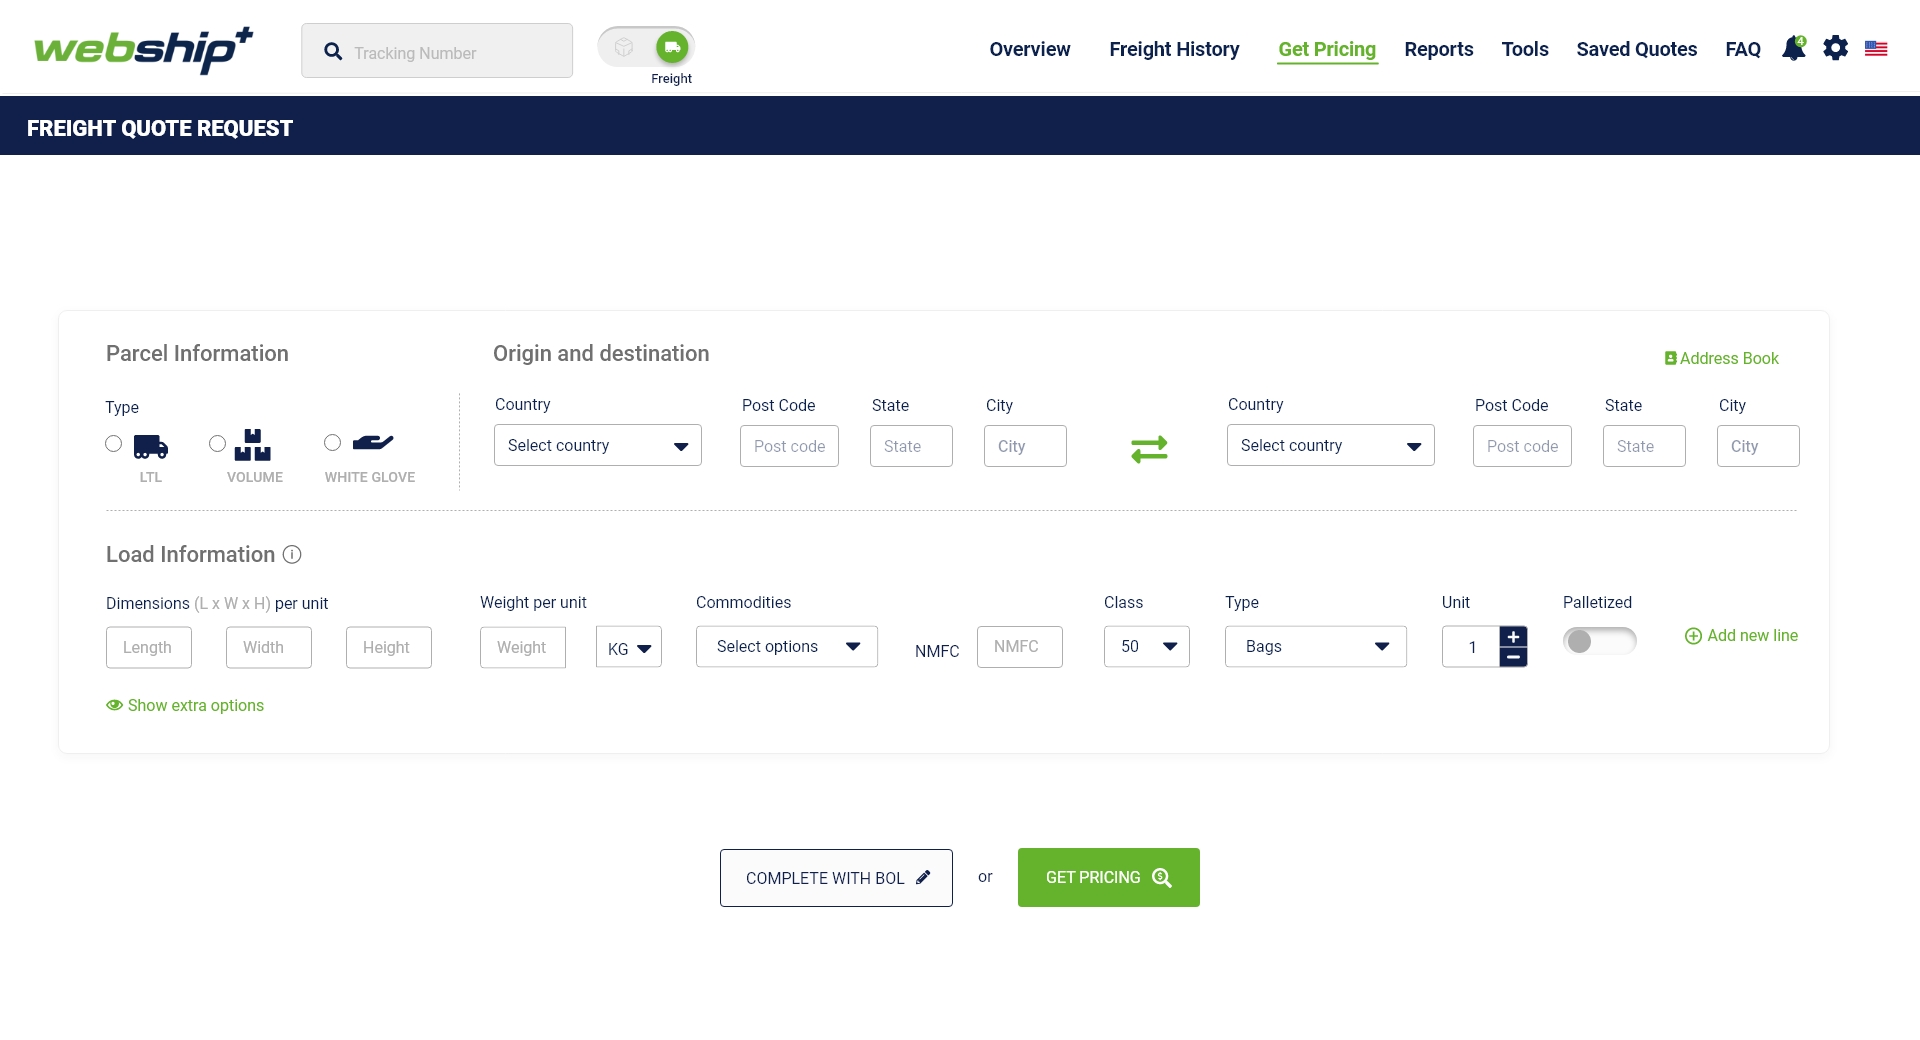 webship+
Tracking Number
Freight
Overview
Freight History
Get Pricing
Reports
Tools
Saved Quotes
FAQ
4
FREIGHT QUOTE REQUEST
Parcel Information
Origin and destination
Address Book
Type
LTL
VOLUME
WHITE GLOVE
Country
Post Code
State
City
Select country
Post code
State
City
Country
Post Code
State
City
Select country
Post code
State
City
Load Information
Dimensions (L x W x H) per unit
Weight per unit
Commodities
Class
Type
Unit
Palletized
Length
Width
Height
Weight
KG
Select options
NMFC
NMFC
50
Bags
1
Add new line
Show extra options
COMPLETE WITH BOL
or
GET PRICING